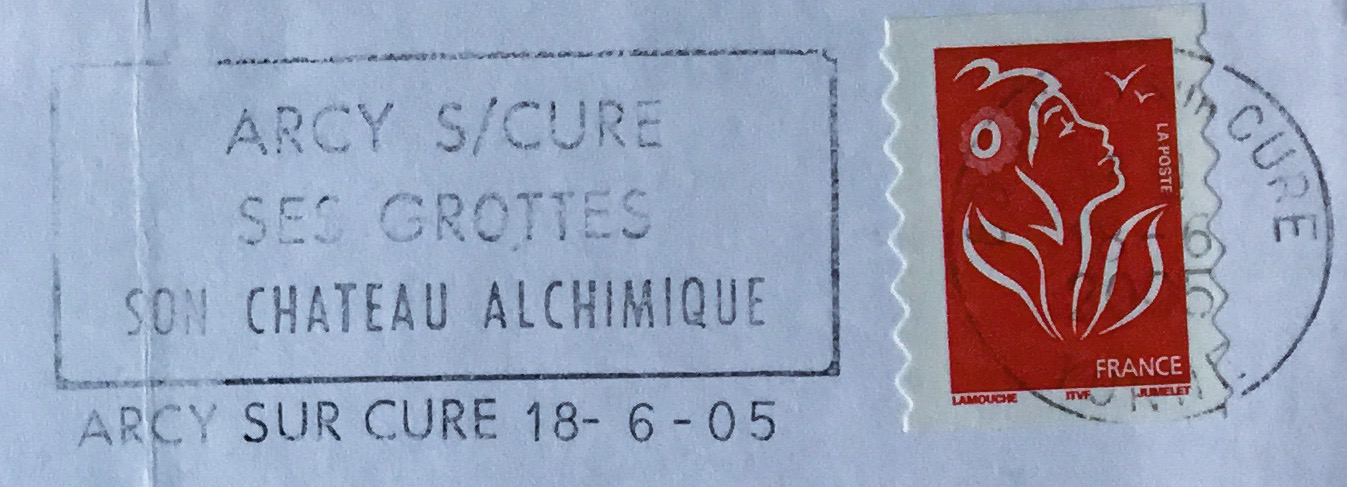 ARCY S/CURE
SES GROTTES
SON CHATEAU ALCHIMIQUE
ARCY SUR CURE 18- 6 - 05
LA POSTE
FRANCE
LAMOUCHE ITVF JUMELET
CURE